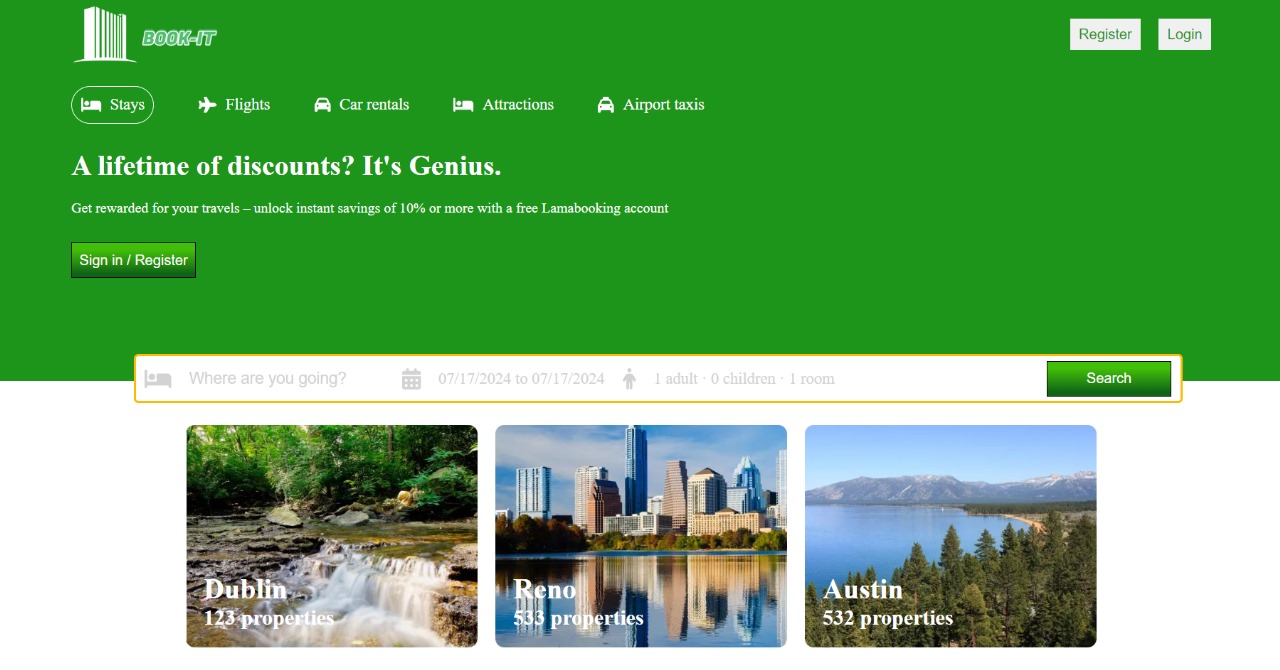 BOOK-IT
Register
Login
Stays
Flights
Car rentals
Attractions
Airport taxis
A lifetime of discounts? It's Genius.
Get rewarded for your travels – unlock instant savings of 10% or more with a free Lamabooking account
Sign in / Register
Where are you going?
07/17/2024 to 07/17/2024
1 adult · 0 children · 1 room
Search
Dublin
123 properties
Reno
533 properties
Austin
532 properties